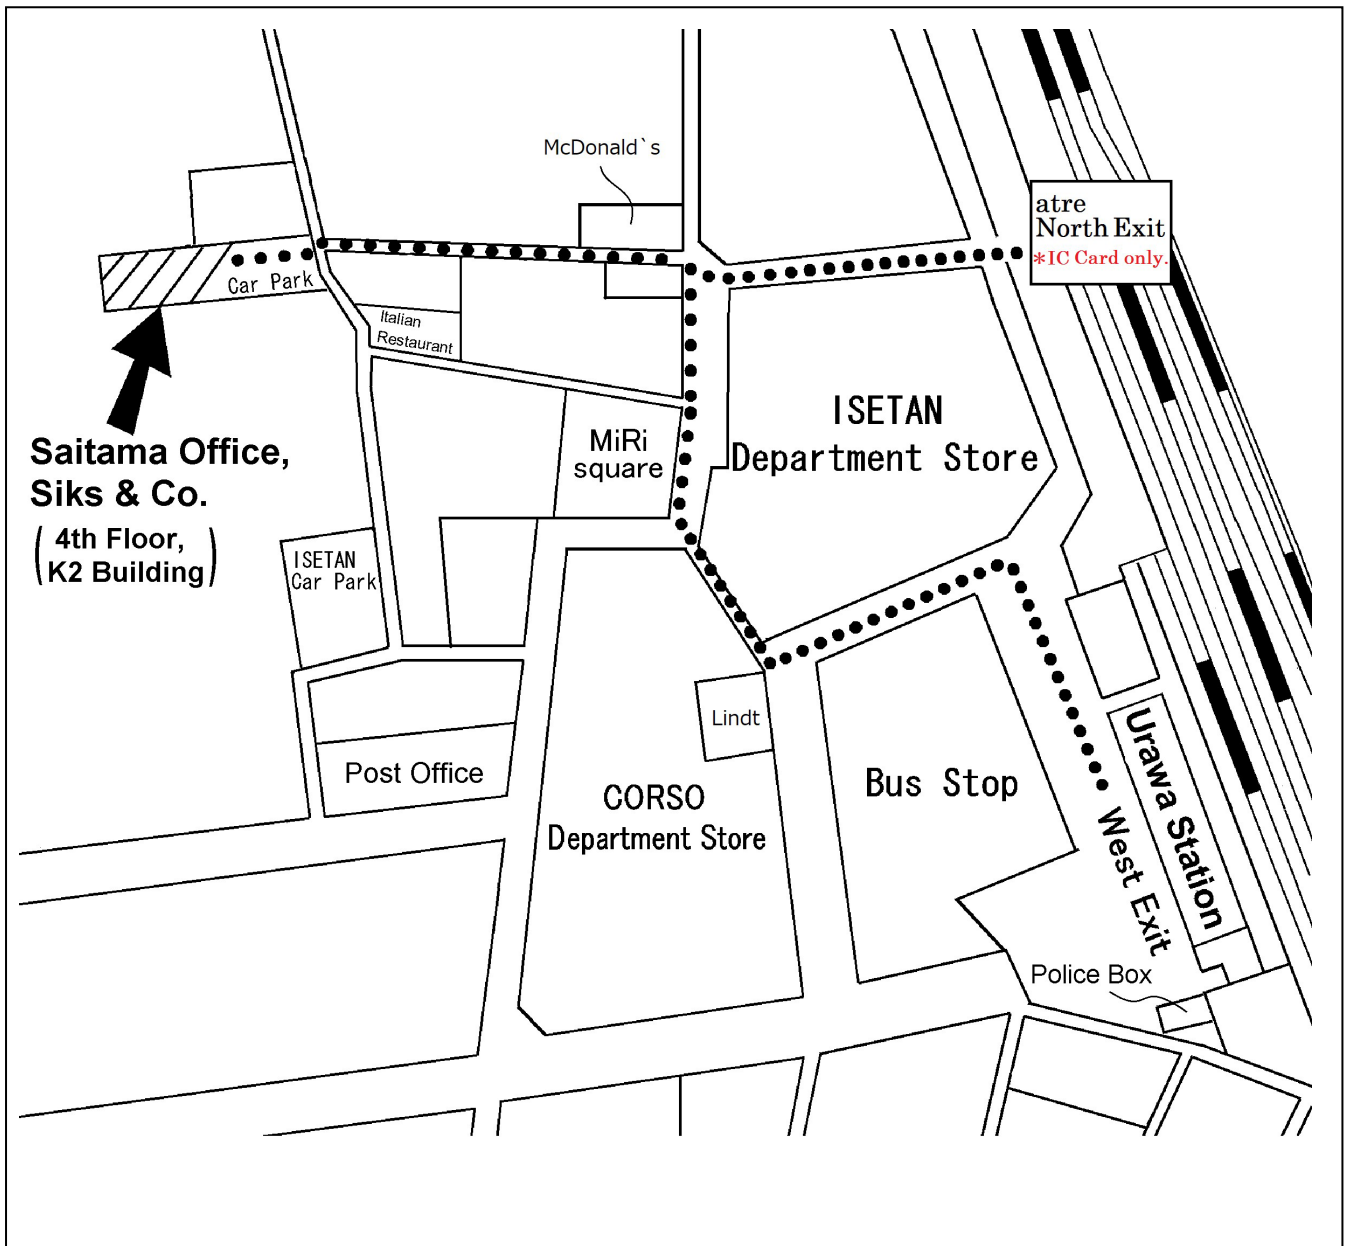 McDonald`s
atre
North Exit
*IC Card only.
Car Park
Italian
Restaurant
ISETAN
Department Store
MiRi
square
Saitama Office,
Siks & Co.
(4th Floor,
K2 Building)
ISETAN
Car Park
Lindt
Urawa Station
West Exit
Post Office
Bus Stop
CORSO
Department Store
Police Box